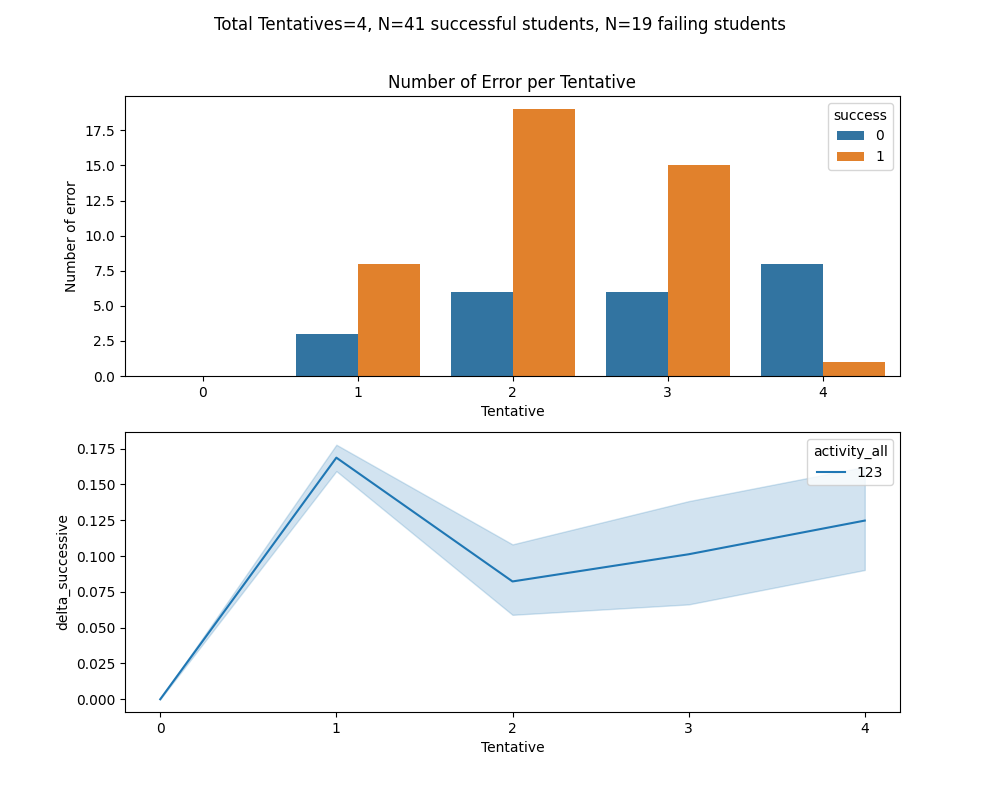 Total Tentatives=4, N=41 successful students, N=19 failing students
Number of Error per Tentative
17.5
15.0
12.5
10.0
7.5
5.0
2.5
0.0
Number of error
success
0
1
0 1 2 3 4
Tentative
0.175
0.150
0.125
0.100
0.075
0.050
0.025
0.000
delta_successive
activity_all
123
0 1 2 3 4
Tentative